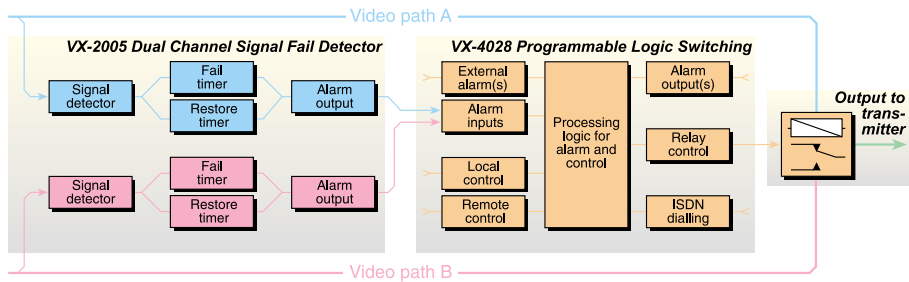 Video path A
VX-2005 Dual Channel Signal Fail Detector
Signal
detector
Fail
timer
Restore
timer
Alarm
output
Signal
detector
Fail
timer
Restore
timer
Alarm
output
VX-4028 Programmable Logic Switching
External
alarm(s)
Alarm
inputs
Local
control
Remote
control
Processing
logic for
alarm and
control
Alarm
output(s)
Relay
control
ISDN
dialling
Output to
trans-
mitter
Video path B